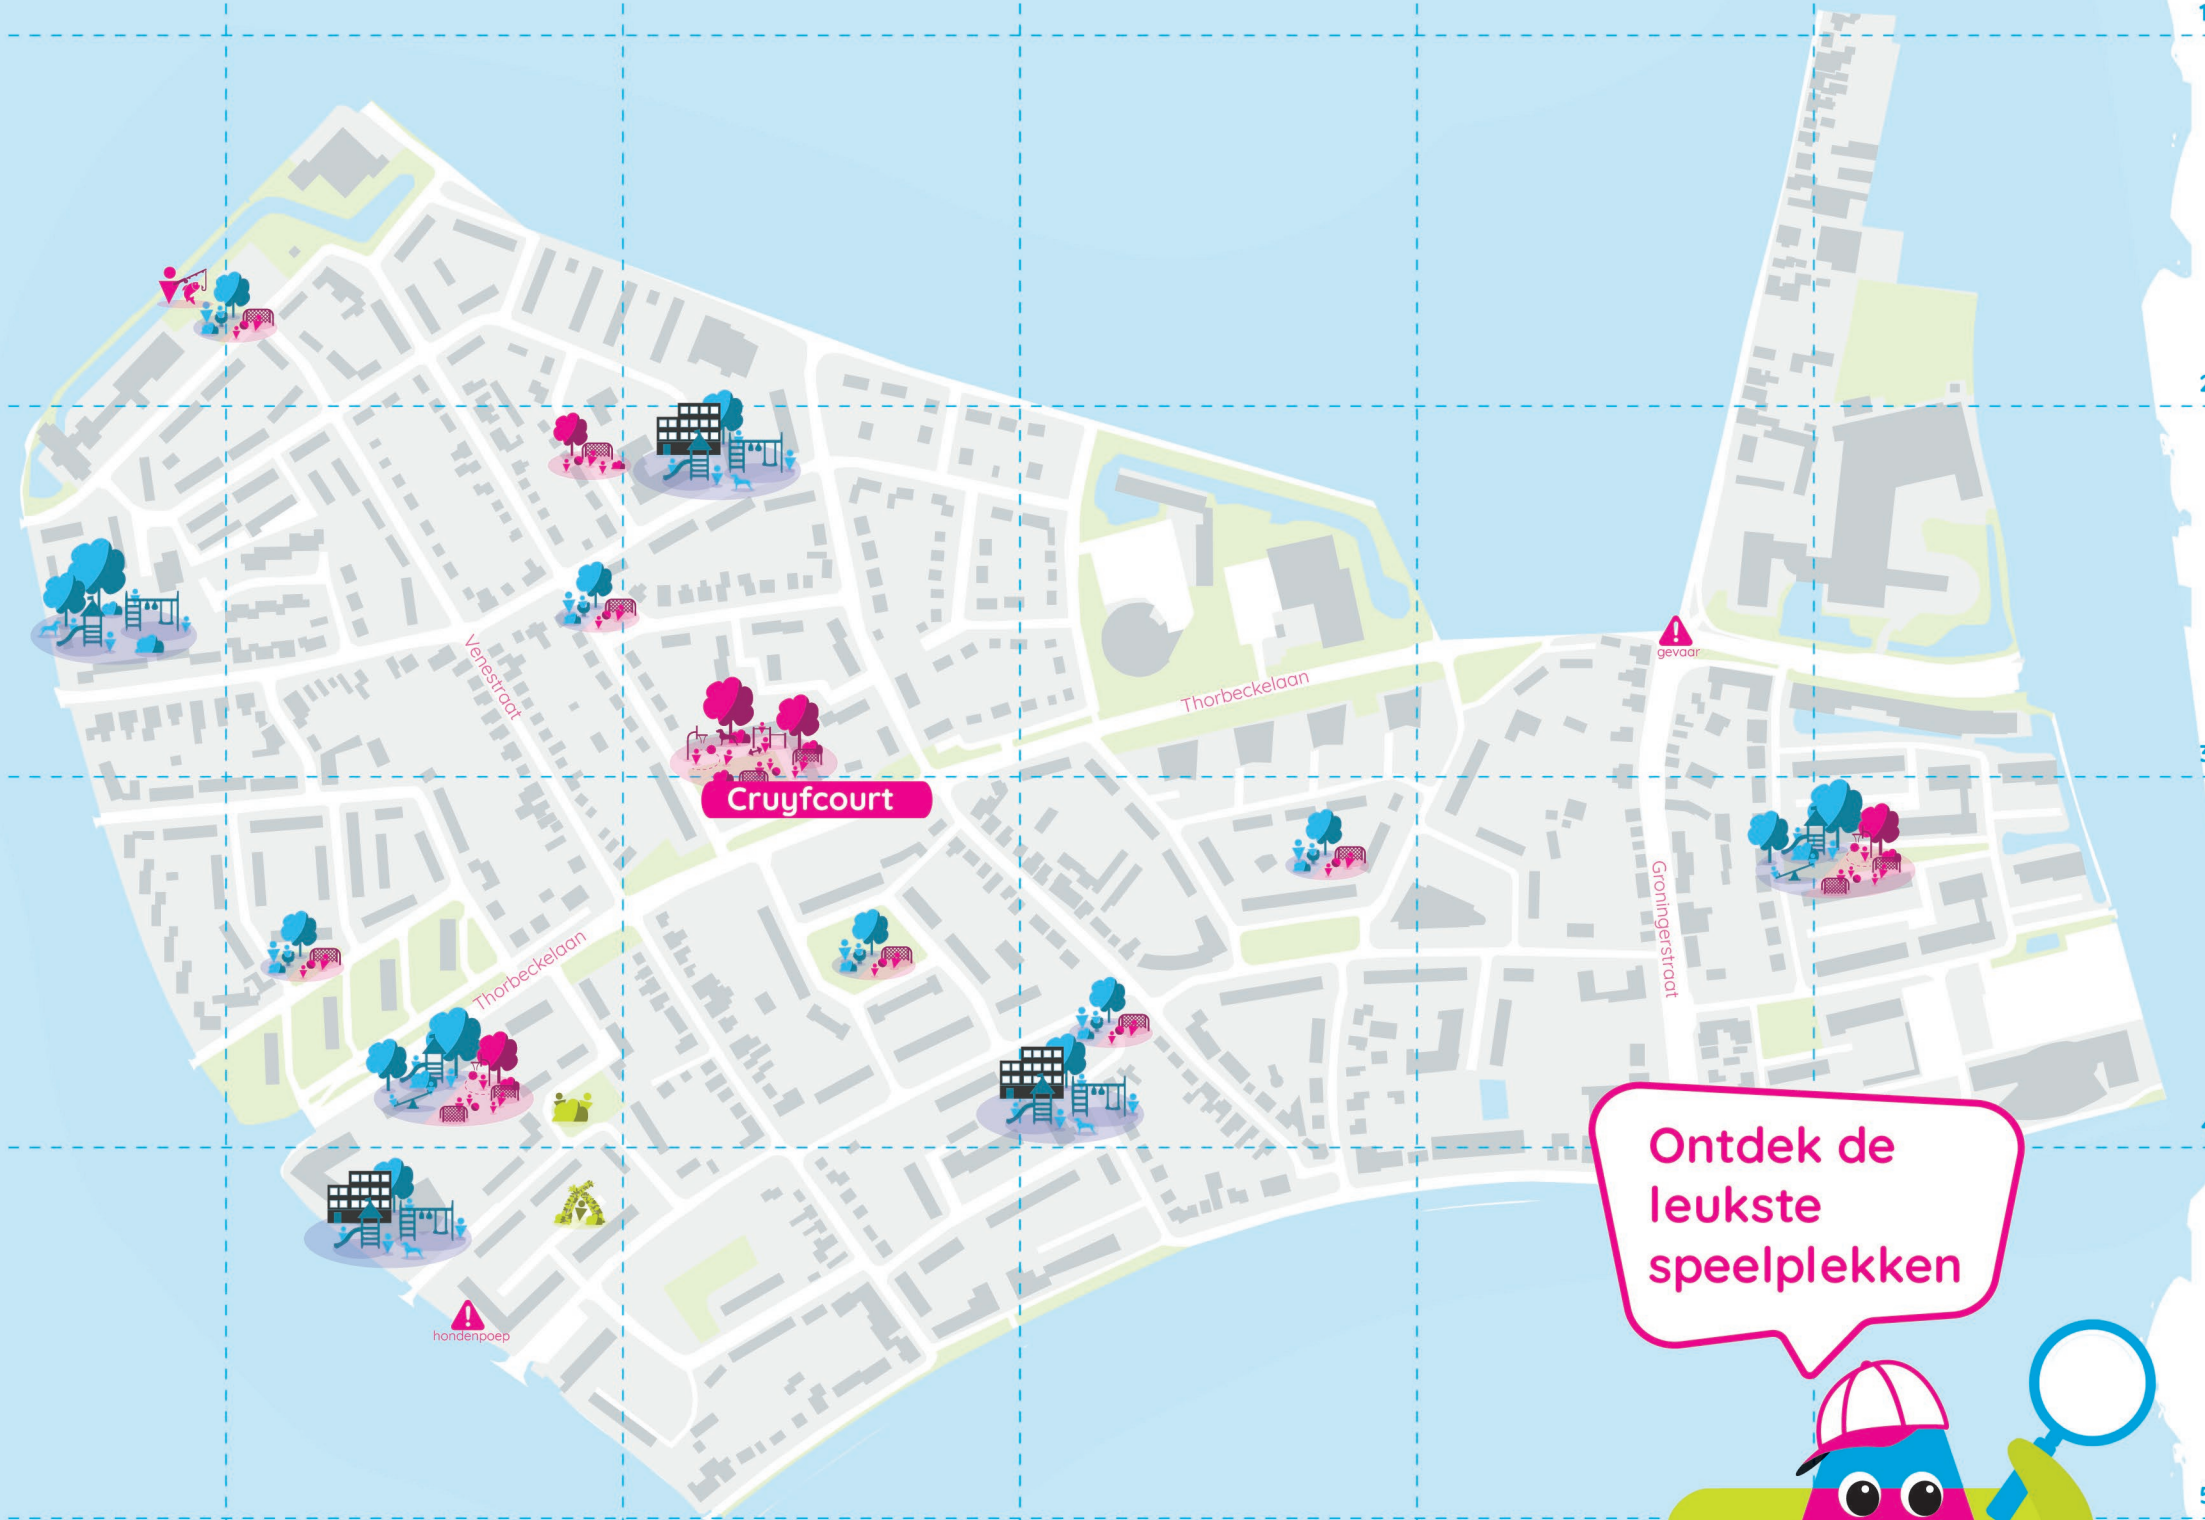 Venestraat
gevaar
Thorbeckelaan
Cruyfcourt
Groningerstraat
Thorbeckelaan
Ontdek de
leukste
speelplekken
hondenpoep